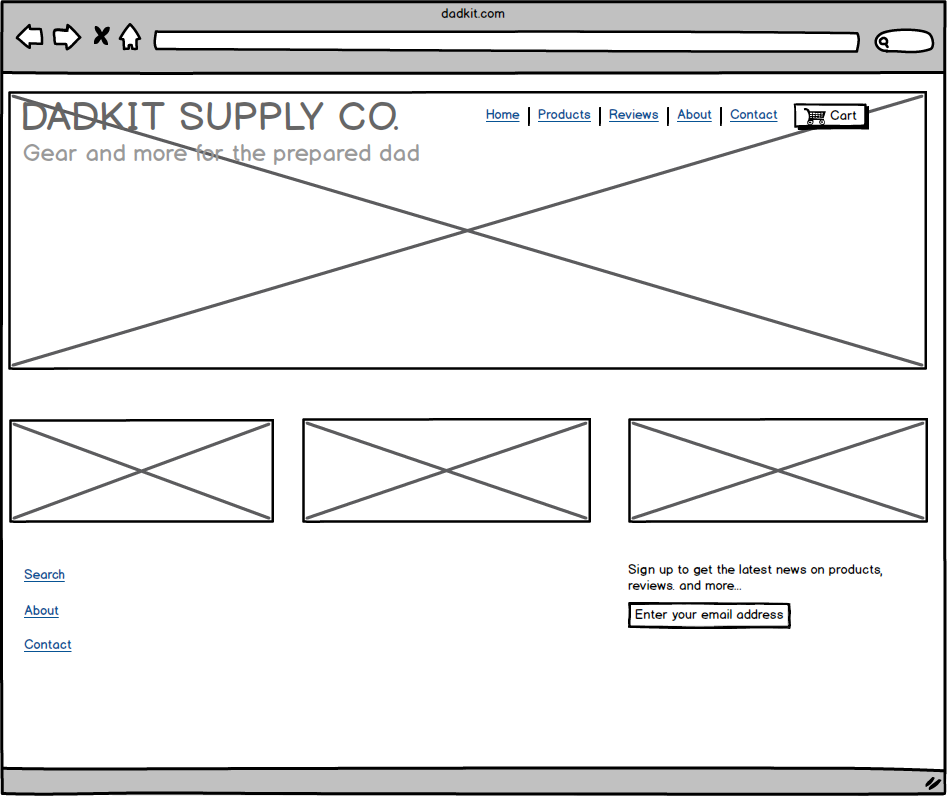 dadkit.com
DADKIT SUPPLY CO.
Home | Products | Reviews | About | Contact
Cart
Gear and more for the prepared dad
Search
About
Contact
Sign up to get the latest news on products,
reviews. and more...
Enter your email address